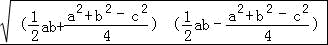 √((1/2ab+(a²+b²－c²)/4) (1/2ab－(a²+b²－c²)/4))